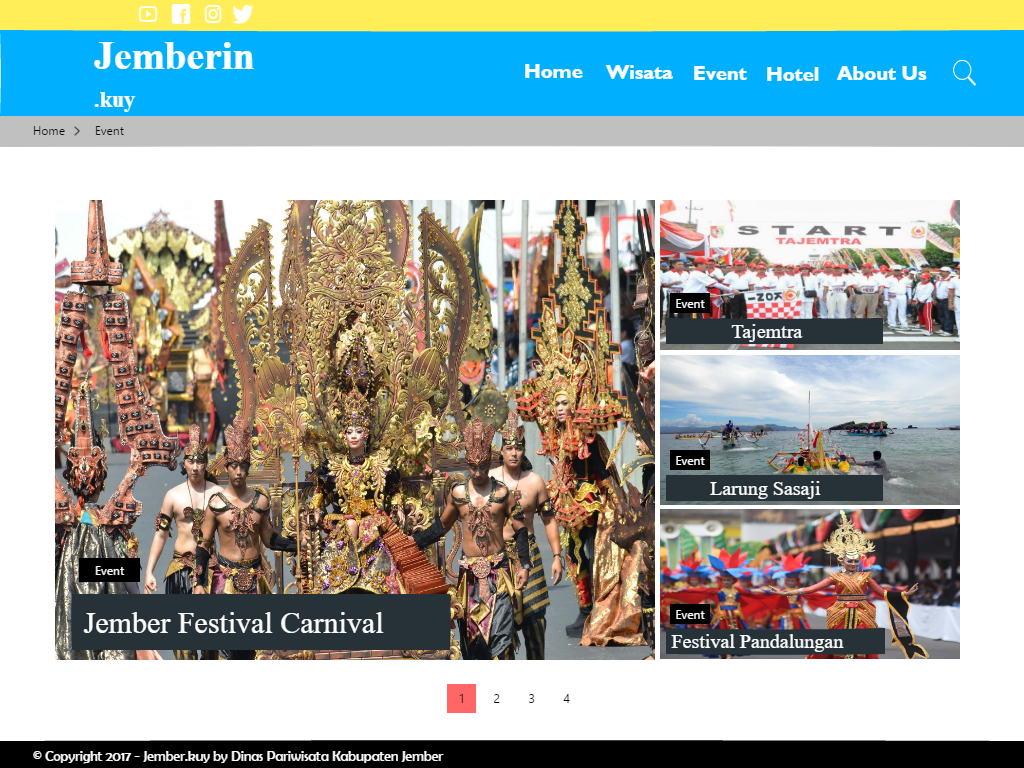 Jemberin
.kuy
Home Wisata Event Hotel About Us
Home > Event
Event
Jember Festival Carnival
START
TAJEMTRA
Event
Tajemtra
Event
Larung Sasaji
Event
Festival Pandalungan
1 2 3 4
© Copyright 2017 - Jember.kuy by Dinas Pariwisata Kabupaten Jember